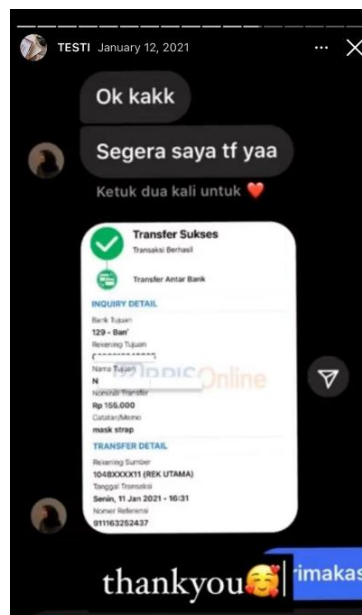 TESTI January 12, 2021
Ok kakk
Segera saya tf yaa
Ketuk dua kali untuk ❤️
Transfer Sukses
Transaksi Berhasil
Transfer Antar Bank
INQUIRY DETAIL
Bank Tujuan
129 - Ban
Rekening Tujuan
Nama Tujuan
N
Online
Nominal Transfer
Rp 155.000
Catatan/Memo
mask strap
TRANSFER DETAIL
Rekening Sumber
1048XXXX11 (REK UTAMA)
Tanggal Transaksi
Senin, 11 Jan 2021 - 16:31
Nomer Referensi
911163252437
thankyou🥰
rimakas